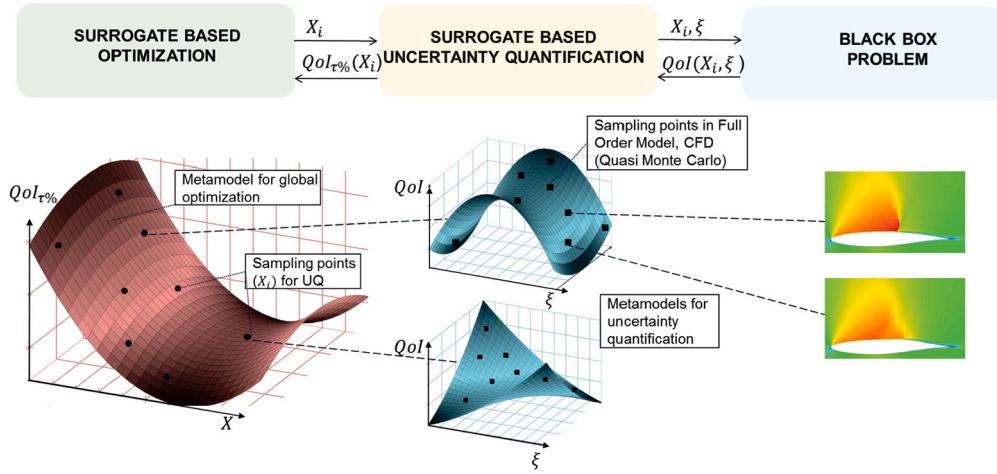 SURROGATE BASED
OPTIMIZATION
X_i
QoI_{τ%}(X_i)
SURROGATE BASED
UNCERTAINTY QUANTIFICATION
X_i, ξ
QoI(X_i, ξ)
BLACK BOX
PROBLEM
QoI_{τ%}
Metamodel for global
optimization
Sampling points
(X_i) for UQ
X
QoI
Sampling points in Full
Order Model, CFD
(Quasi Monte Carlo)
ξ
Metamodels for
uncertainty
quantification
QoI
ξ